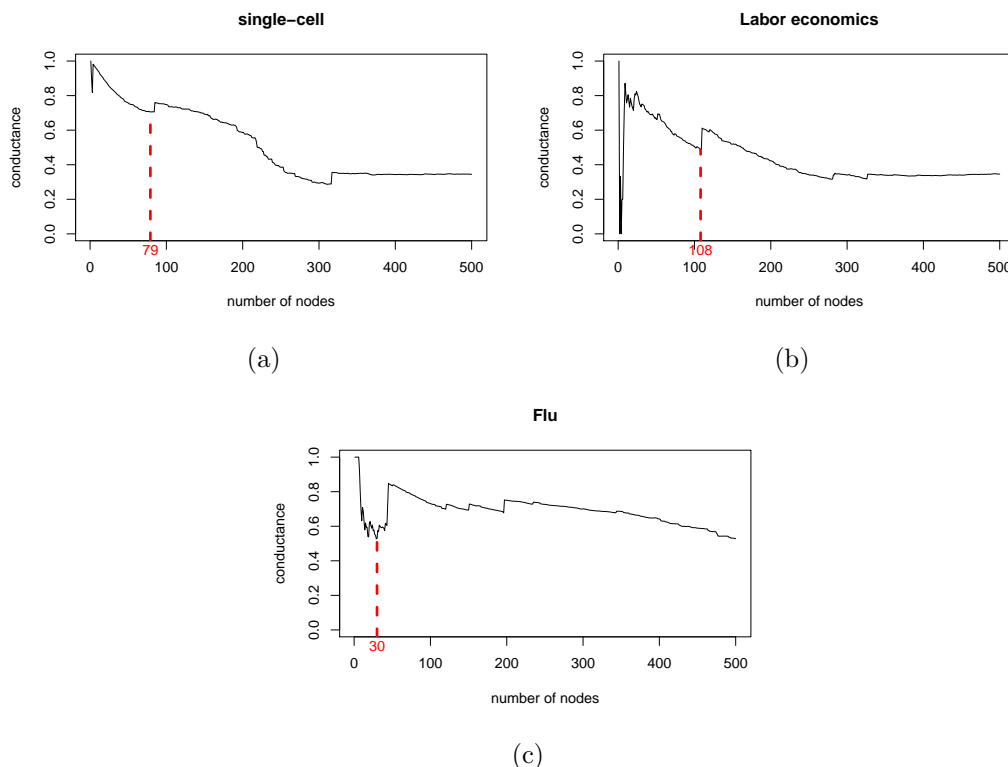 single−cell
conductance
0.0 0.2 0.4 0.6 0.8 1.0
79
0 100 200 300 400 500
number of nodes
(a)
Labor economics
conductance
0.0 0.2 0.4 0.6 0.8 1.0
108
0 100 200 300 400 500
number of nodes
(b)
Flu
conductance
0.0 0.2 0.4 0.6 0.8 1.0
30
0 100 200 300 400 500
number of nodes
(c)